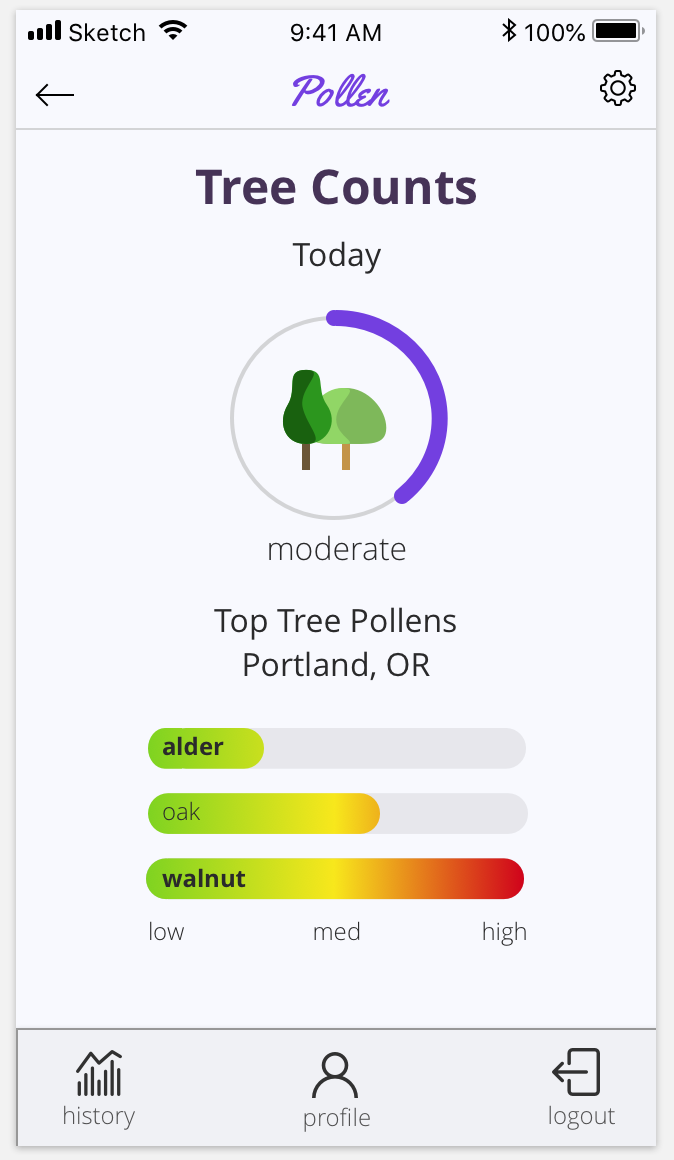 Sketch 9:41 AM 100%
Pollen
Tree Counts
Today
moderate
Top Tree Pollens
Portland, OR
alder
oak
walnut
low med high
history profile logout